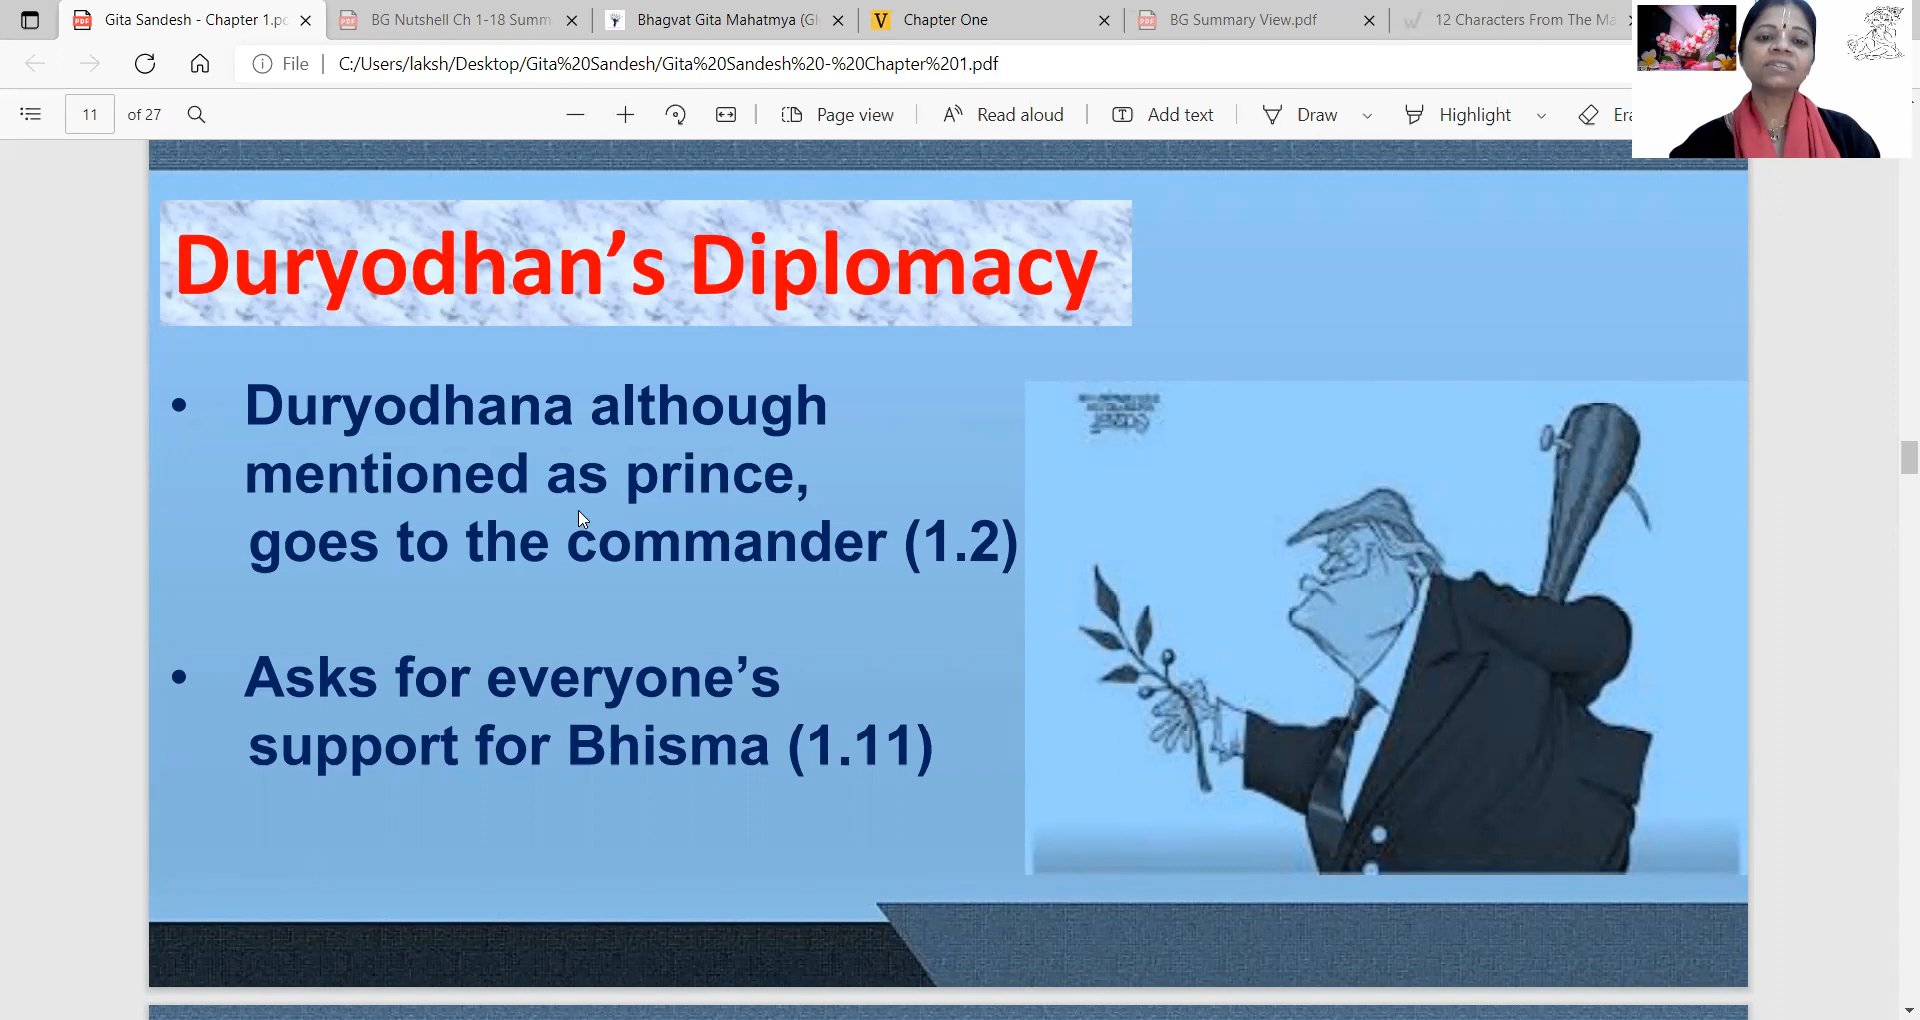 Gita Sandesh - Chapter 1.pc
BG Nutshell Ch 1-18 Summ
Bhagvat Gita Mahatmya (Gl
Chapter One
BG Summary View.pdf
12 Characters From The Ma
File
C:/Users/laksh/Desktop/Gita%20Sandesh/Gita%20Sandesh%20-%20Chapter%201.pdf
11 of 27
Page view
Read aloud
Add text
Draw
Highlight
Era
Duryodhan’s Diplomacy
• Duryodhana although
mentioned as prince,
goes to the commander (1.2)
• Asks for everyone’s
support for Bhisma (1.11)